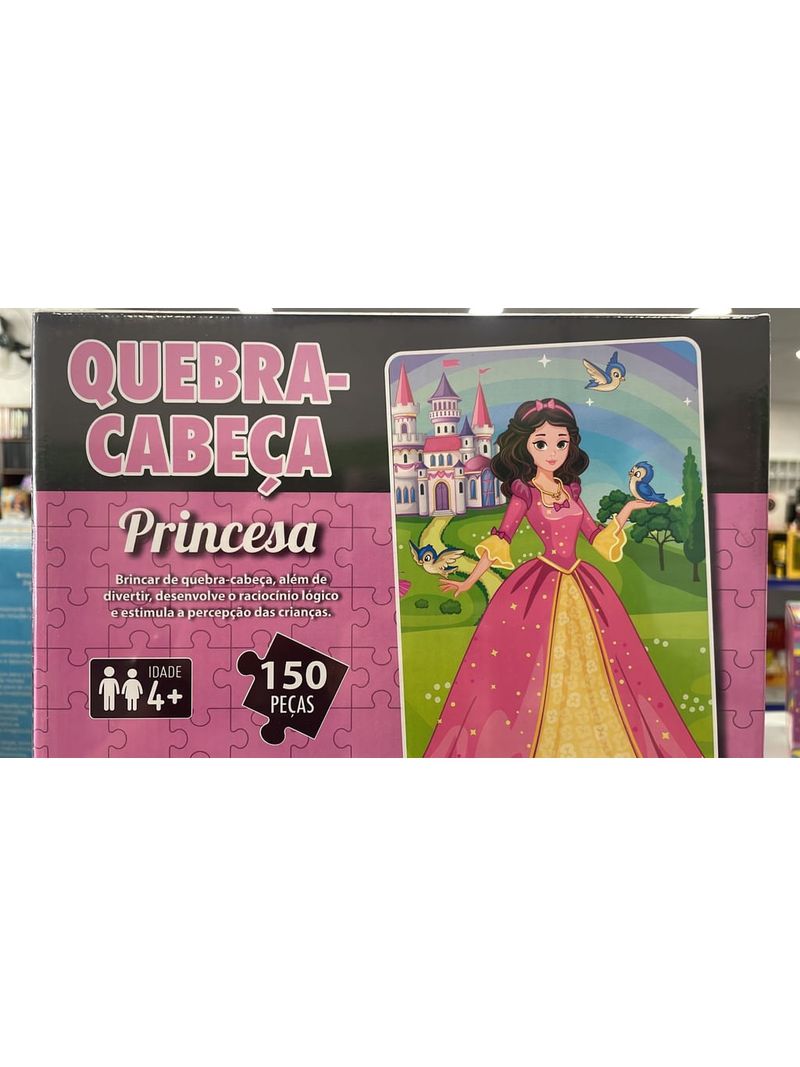 QUEBRA-
CABEÇA
Princesa
Brincar de quebra-cabeça, além de
divertir, desenvolve o raciocínio lógico
e estimula a percepção das crianças.
IDADE
4+
150
PEÇAS